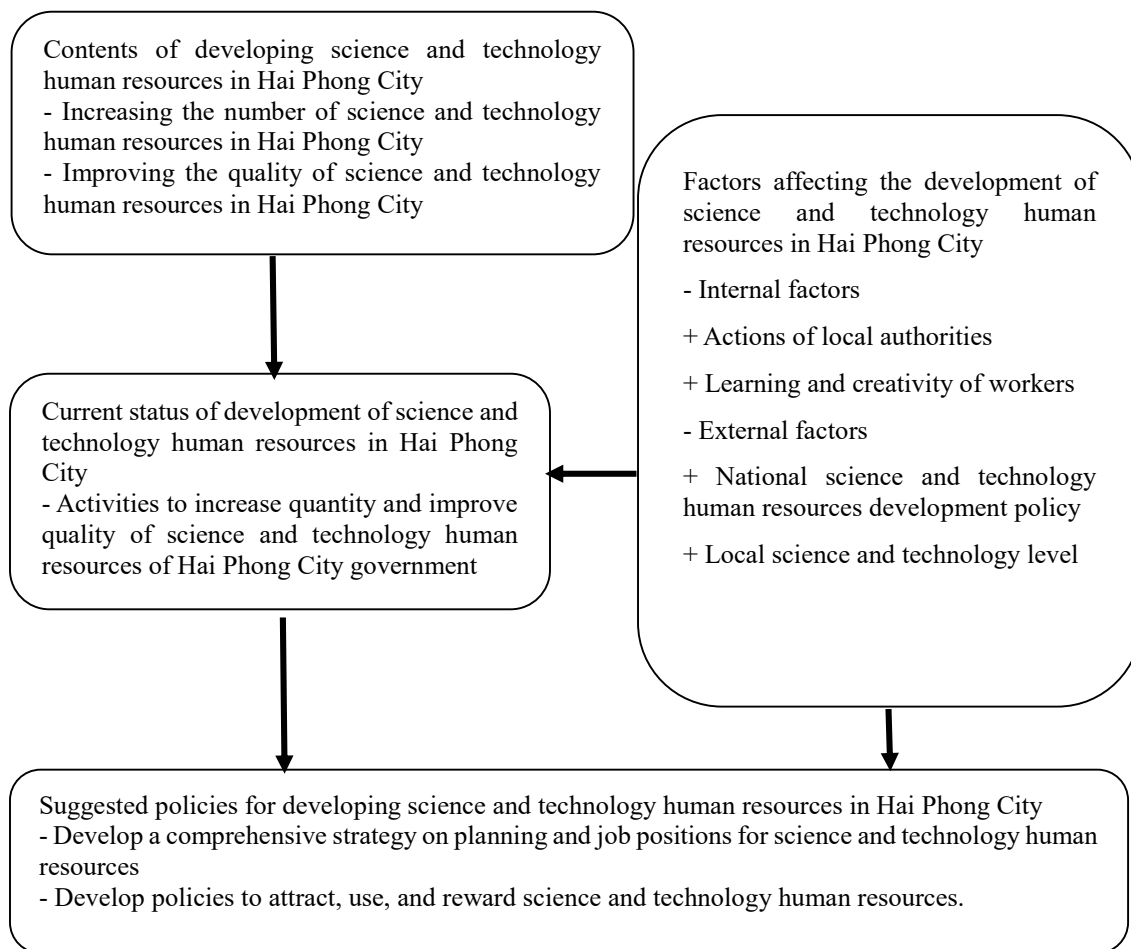 Contents of developing science and technology
human resources in Hai Phong City
- Increasing the number of science and technology
human resources in Hai Phong City
- Improving the quality of science and technology
human resources in Hai Phong City
Factors affecting the development of
science and technology human
resources in Hai Phong City
- Internal factors
+ Actions of local authorities
+ Learning and creativity of workers
- External factors
+ National science and technology
human resources development policy
+ Local science and technology level
Current status of development of science and
technology human resources in Hai Phong
City
- Activities to increase quantity and improve
quality of science and technology human
resources of Hai Phong City government
Suggested policies for developing science and technology human resources in Hai Phong City
- Develop a comprehensive strategy on planning and job positions for science and technology human
resources
- Develop policies to attract, use, and reward science and technology human resources.